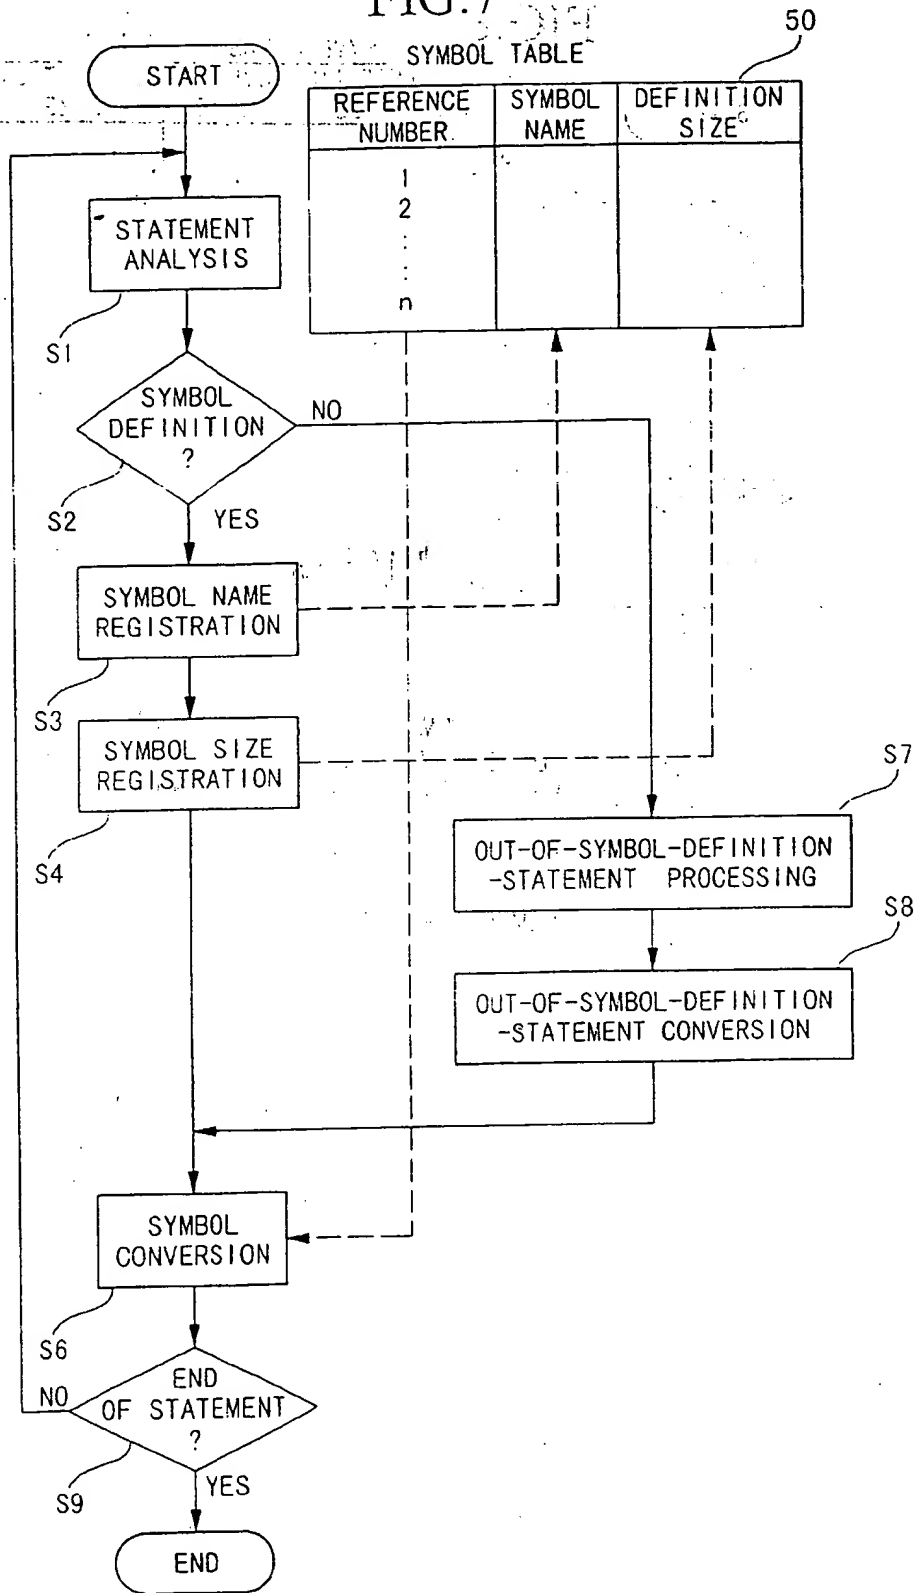 FIG. 7
50
SYMBOL TABLE
START
REFERENCE
NUMBER
SYMBOL
NAME
DEFINITION
SIZE
1
2
:
:
n
STATEMENT
ANALYSIS
S1
SYMBOL
DEFINITION
?
NO
S2
YES
SYMBOL NAME
REGISTRATION
S3
SYMBOL SIZE
REGISTRATION
S4
S7
OUT-OF-SYMBOL-DEFINITION
-STATEMENT PROCESSING
S8
OUT-OF-SYMBOL-DEFINITION
-STATEMENT CONVERSION
SYMBOL
CONVERSION
S6
END
OF STATEMENT
?
NO
S9
YES
END